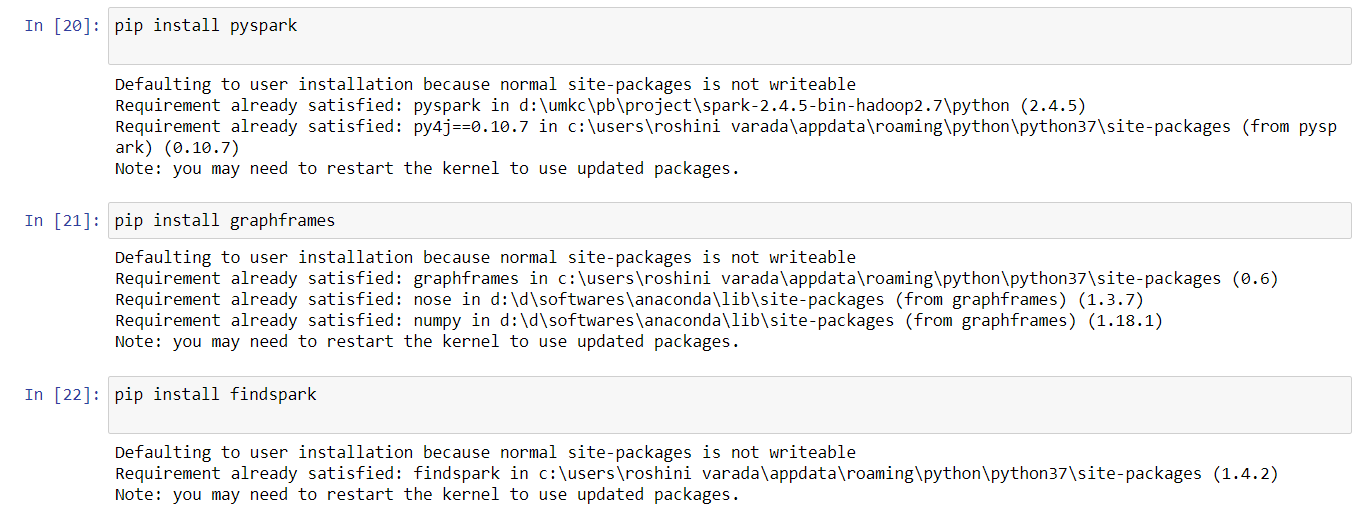 In [20]: pip install pyspark
Defaulting to user installation because normal site-packages is not writeable
Requirement already satisfied: pyspark in d:\umkc\pb\project\spark-2.4.5-bin-hadoop2.7\python (2.4.5)
Requirement already satisfied: py4j==0.10.7 in c:\users\roshini varada\appdata\roaming\python\python37\site-packages (from pysp
ark) (0.10.7)
Note: you may need to restart the kernel to use updated packages.
In [21]: pip install graphframes
Defaulting to user installation because normal site-packages is not writeable
Requirement already satisfied: graphframes in c:\users\roshini varada\appdata\roaming\python\python37\site-packages (0.6)
Requirement already satisfied: nose in d:\d\softwares\anaconda\lib\site-packages (from graphframes) (1.3.7)
Requirement already satisfied: numpy in d:\d\softwares\anaconda\lib\site-packages (from graphframes) (1.18.1)
Note: you may need to restart the kernel to use updated packages.
In [22]: pip install findspark
Defaulting to user installation because normal site-packages is not writeable
Requirement already satisfied: findspark in c:\users\roshini varada\appdata\roaming\python\python37\site-packages (1.4.2)
Note: you may need to restart the kernel to use updated packages.